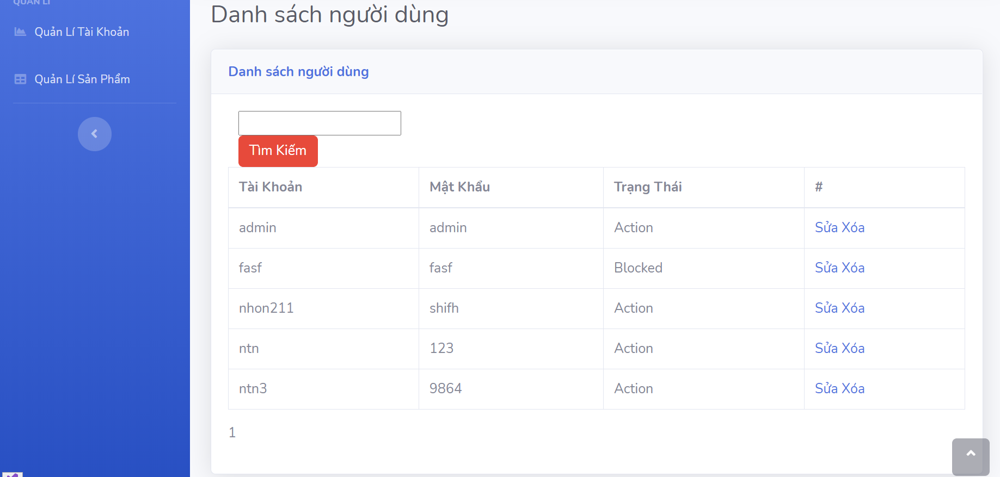 QUẢN LÍ
Quản Lí Tài Khoản
Quản Lí Sản Phẩm
Danh sách người dùng
Danh sách người dùng
Tìm Kiếm
Tài Khoản Mật Khẩu Trạng Thái #
admin admin Action Sửa Xóa
fasf fasf Blocked Sửa Xóa
nhon211 shifh Action Sửa Xóa
ntn 123 Action Sửa Xóa
ntn3 9864 Action Sửa Xóa
1